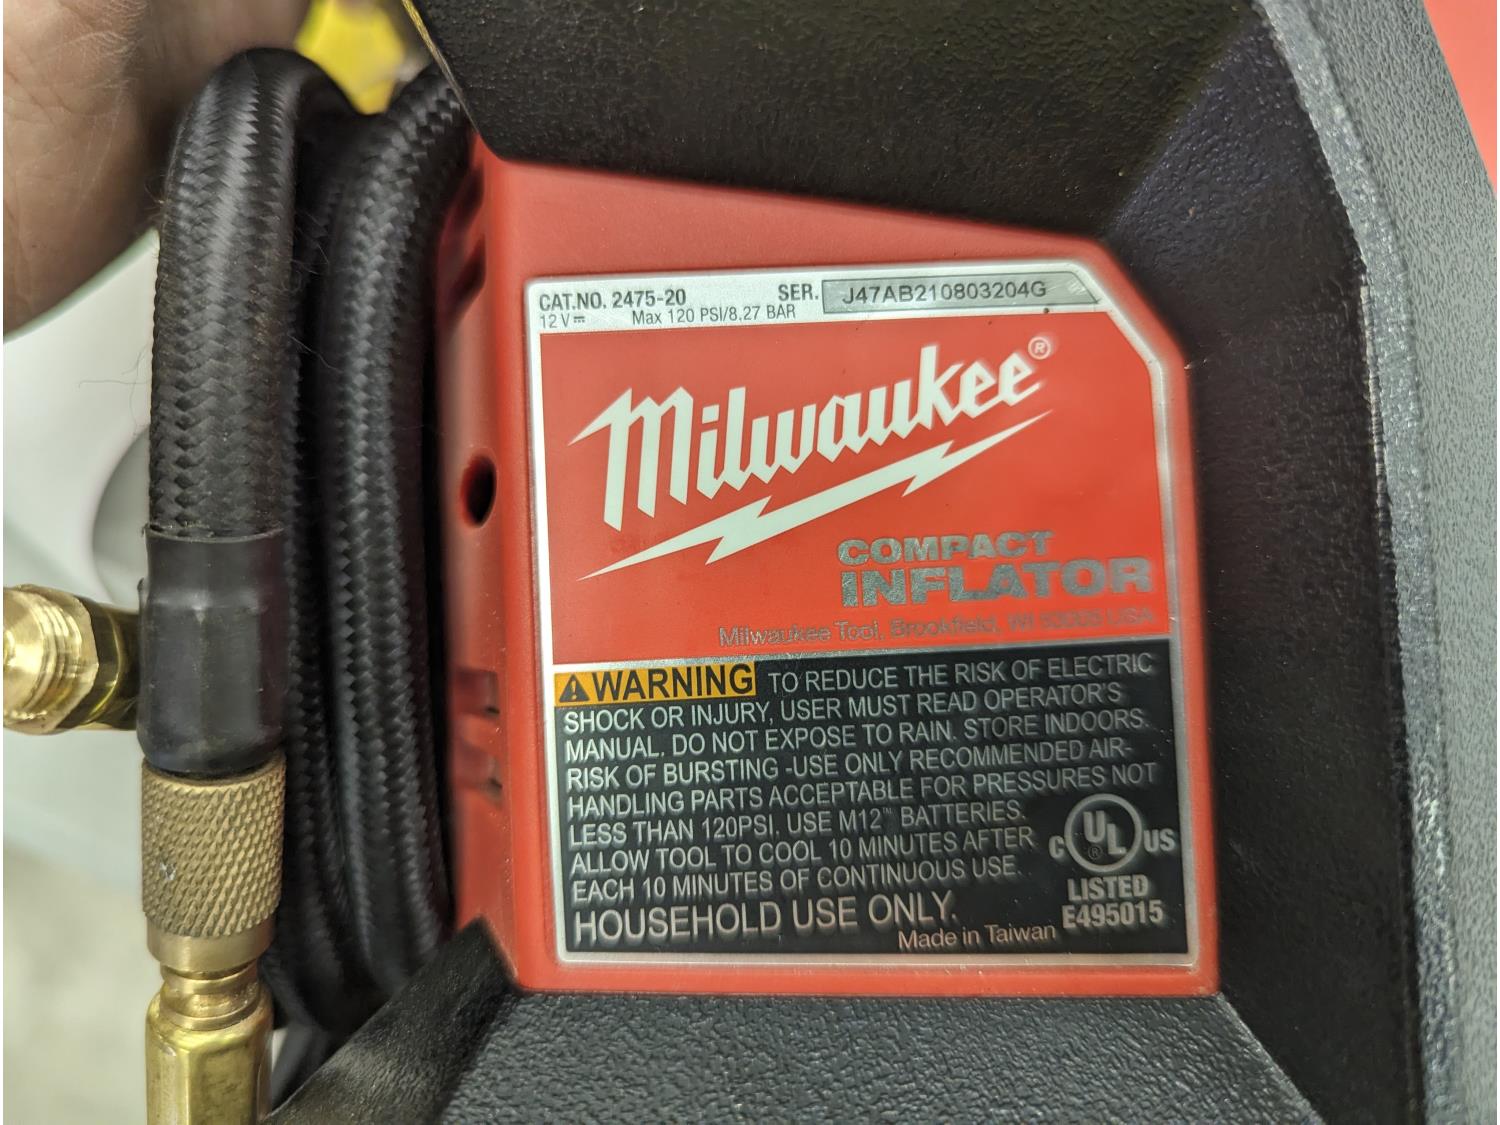 CAT.NO. 2475-20 SER. J47AB210803204G
12 V⎓ Max 120 PSI/8.27 BAR
Milwaukee®
COMPACT
INFLATOR
Milwaukee Tool, Brookfield, WI 53005 USA
⚠WARNING TO REDUCE THE RISK OF ELECTRIC
SHOCK OR INJURY, USER MUST READ OPERATOR'S
MANUAL. DO NOT EXPOSE TO RAIN. STORE INDOORS.
RISK OF BURSTING -USE ONLY RECOMMENDED AIR-
HANDLING PARTS ACCEPTABLE FOR PRESSURES NOT
LESS THAN 120PSI. USE M12™ BATTERIES.
ALLOW TOOL TO COOL 10 MINUTES AFTER
EACH 10 MINUTES OF CONTINUOUS USE.
HOUSEHOLD USE ONLY.
Made in Taiwan
C UL® US
LISTED
E495015